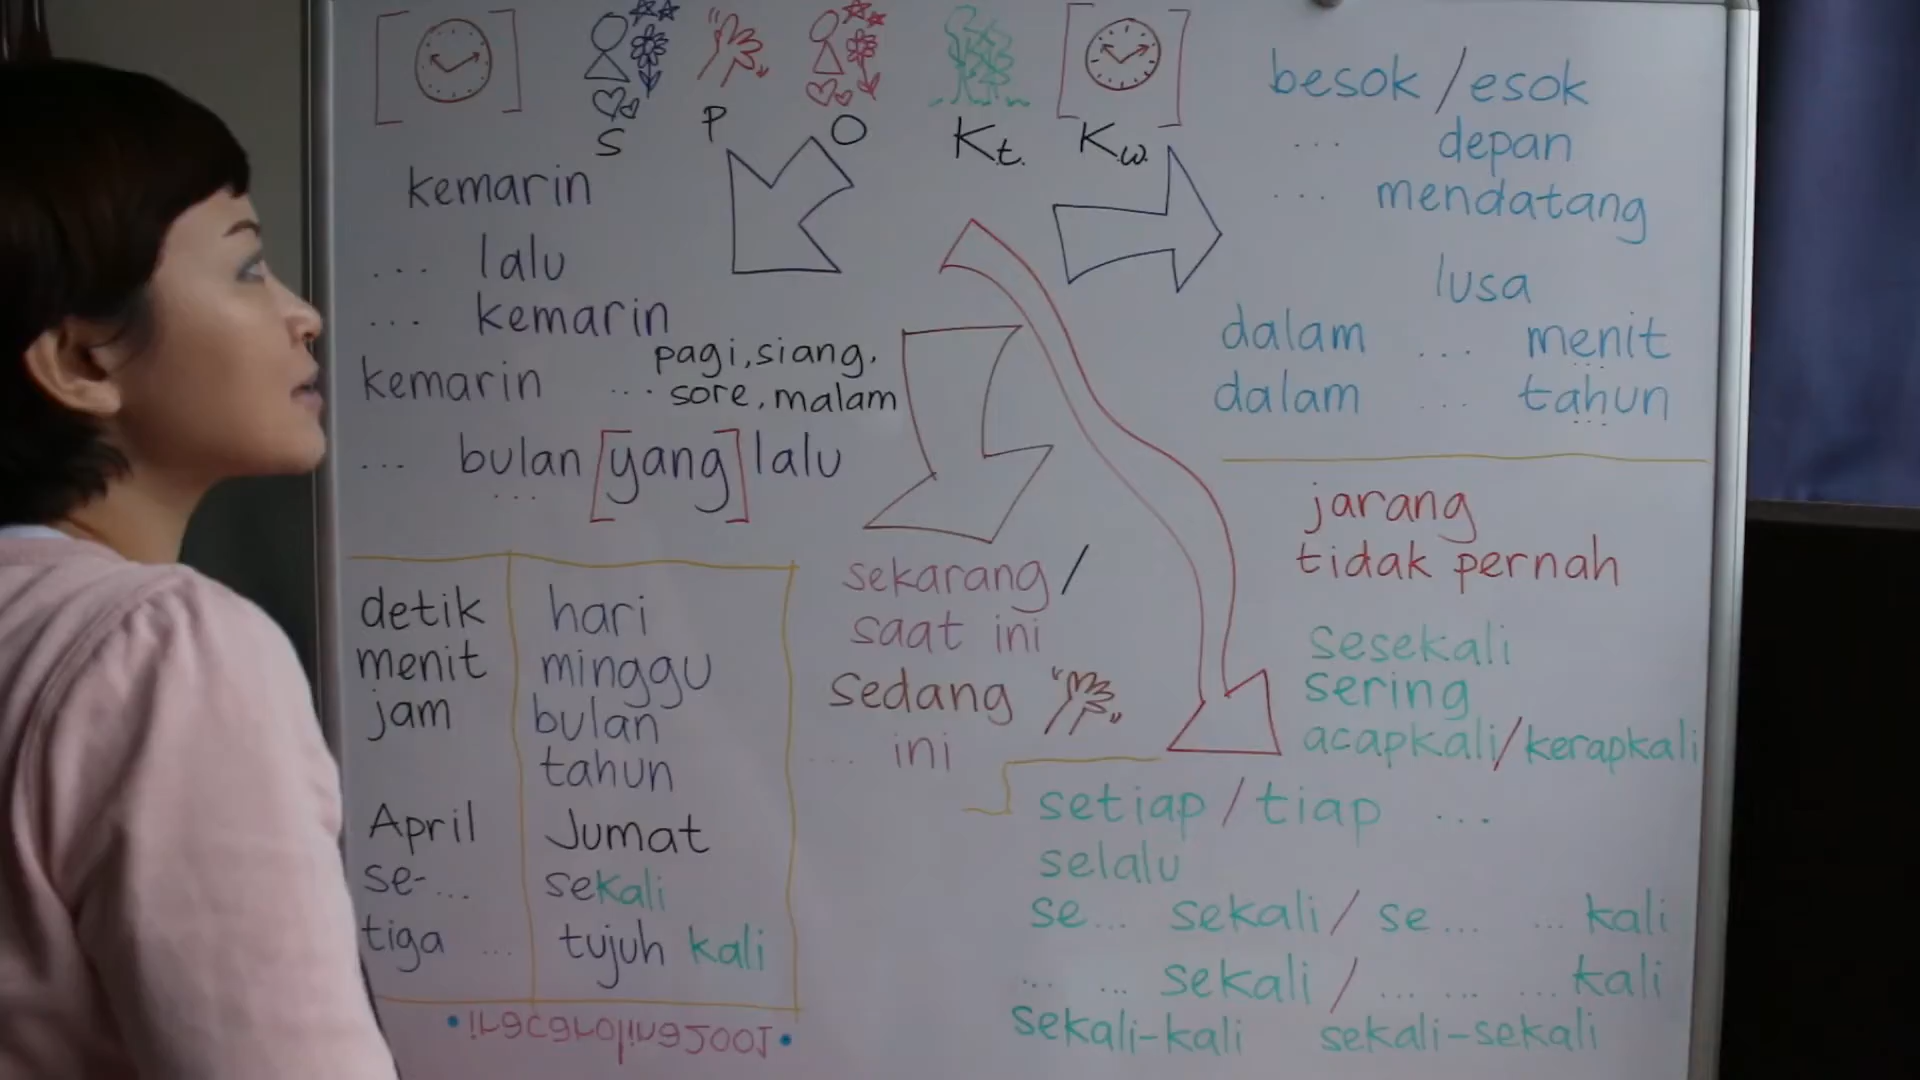 S P O Kt. Kw.
kemarin
... lalu
... kemarin
kemarin ... pagi, siang, sore, malam
... bulan [yang] lalu
...
detik hari
menit minggu
jam bulan
tahun
April Jumat
se-... sekali
tiga ... tujuh kali
sekarang /
saat ini
sedang
... ini
besok / esok
... depan
... mendatang
lusa
dalam ... menit
...
dalam ... tahun
...
jarang
tidak pernah
sesekali
sering
acapkali / kerapkali
setiap / tiap ...
selalu
se... sekali / se... ... kali
... ... sekali / ... ... ... kali
sekali-kali sekali-sekali